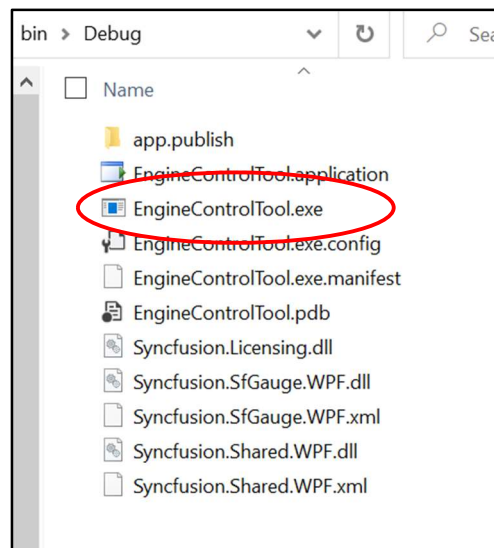 bin > Debug
Name
app.publish
EngineControlTool.application
EngineControlTool.exe
EngineControlTool.exe.config
EngineControlTool.exe.manifest
EngineControlTool.pdb
Syncfusion.Licensing.dll
Syncfusion.SfGauge.WPF.dll
Syncfusion.SfGauge.WPF.xml
Syncfusion.Shared.WPF.dll
Syncfusion.Shared.WPF.xml